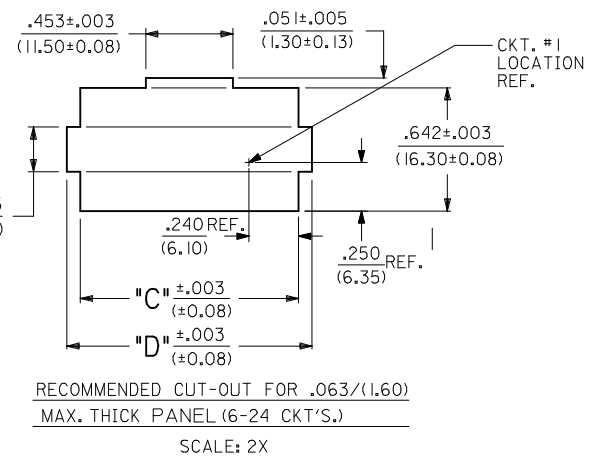 .453±.003
(11.50±0.08)
.051±.005
(1.30±0.13)
CKT. #1
LOCATION
REF.
.642±.003
(16.30±0.08)
.240 REF.
(6.10)
.250 REF.
(6.35)
"C" ±.003
(±0.08)
"D" ±.003
(±0.08)
RECOMMENDED CUT-OUT FOR .063/(1.60)
MAX. THICK PANEL (6-24 CKT'S.)
SCALE: 2X